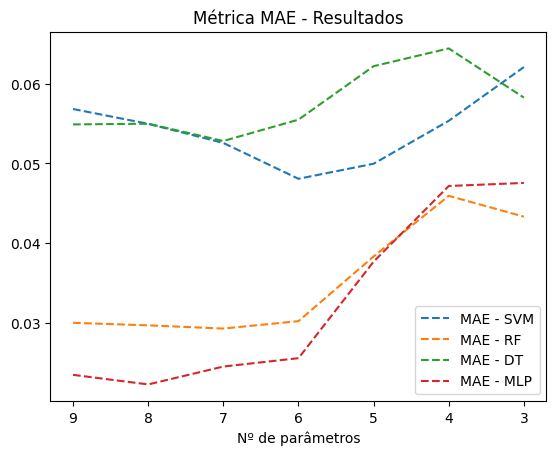 Métrica MAE - Resultados
0.06
0.05
0.04
0.03
MAE - SVM
MAE - RF
MAE - DT
MAE - MLP
9 8 7 6 5 4 3
Nº de parâmetros